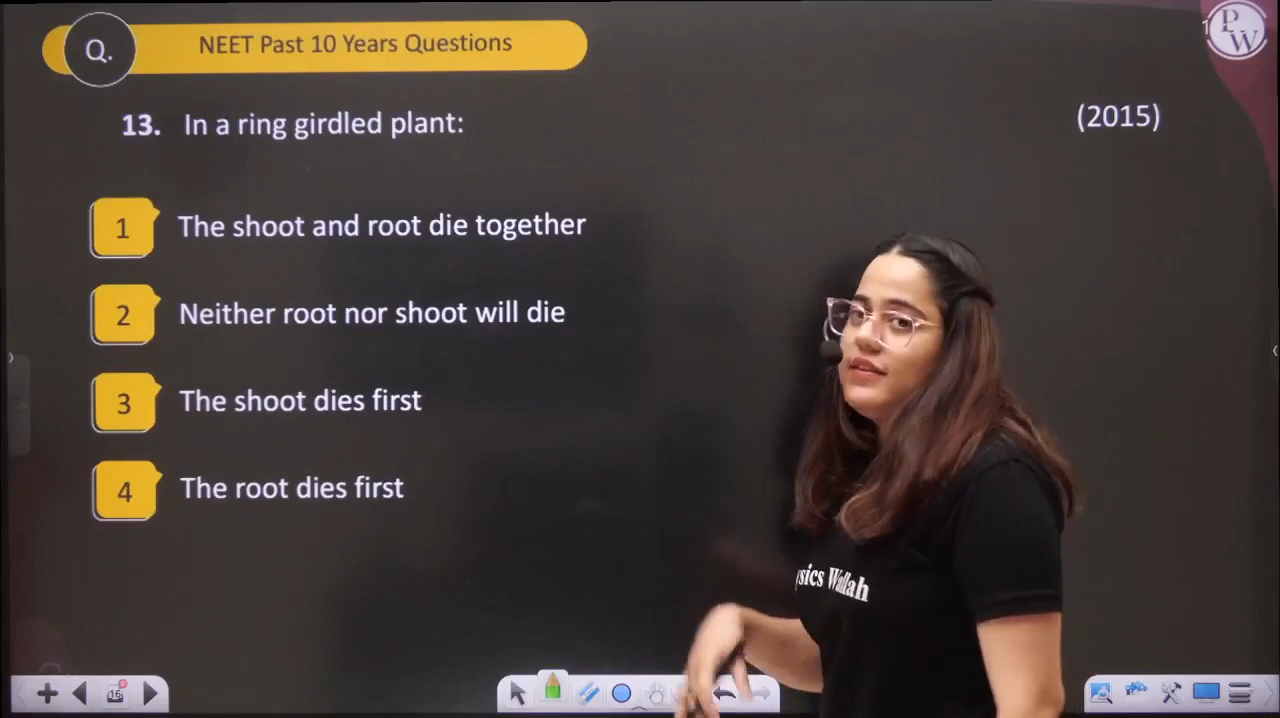 Q.
NEET Past 10 Years Questions
PW
13. In a ring girdled plant:
(2015)
1 The shoot and root die together
2 Neither root nor shoot will die
3 The shoot dies first
4 The root dies first
ysics Wallah
16